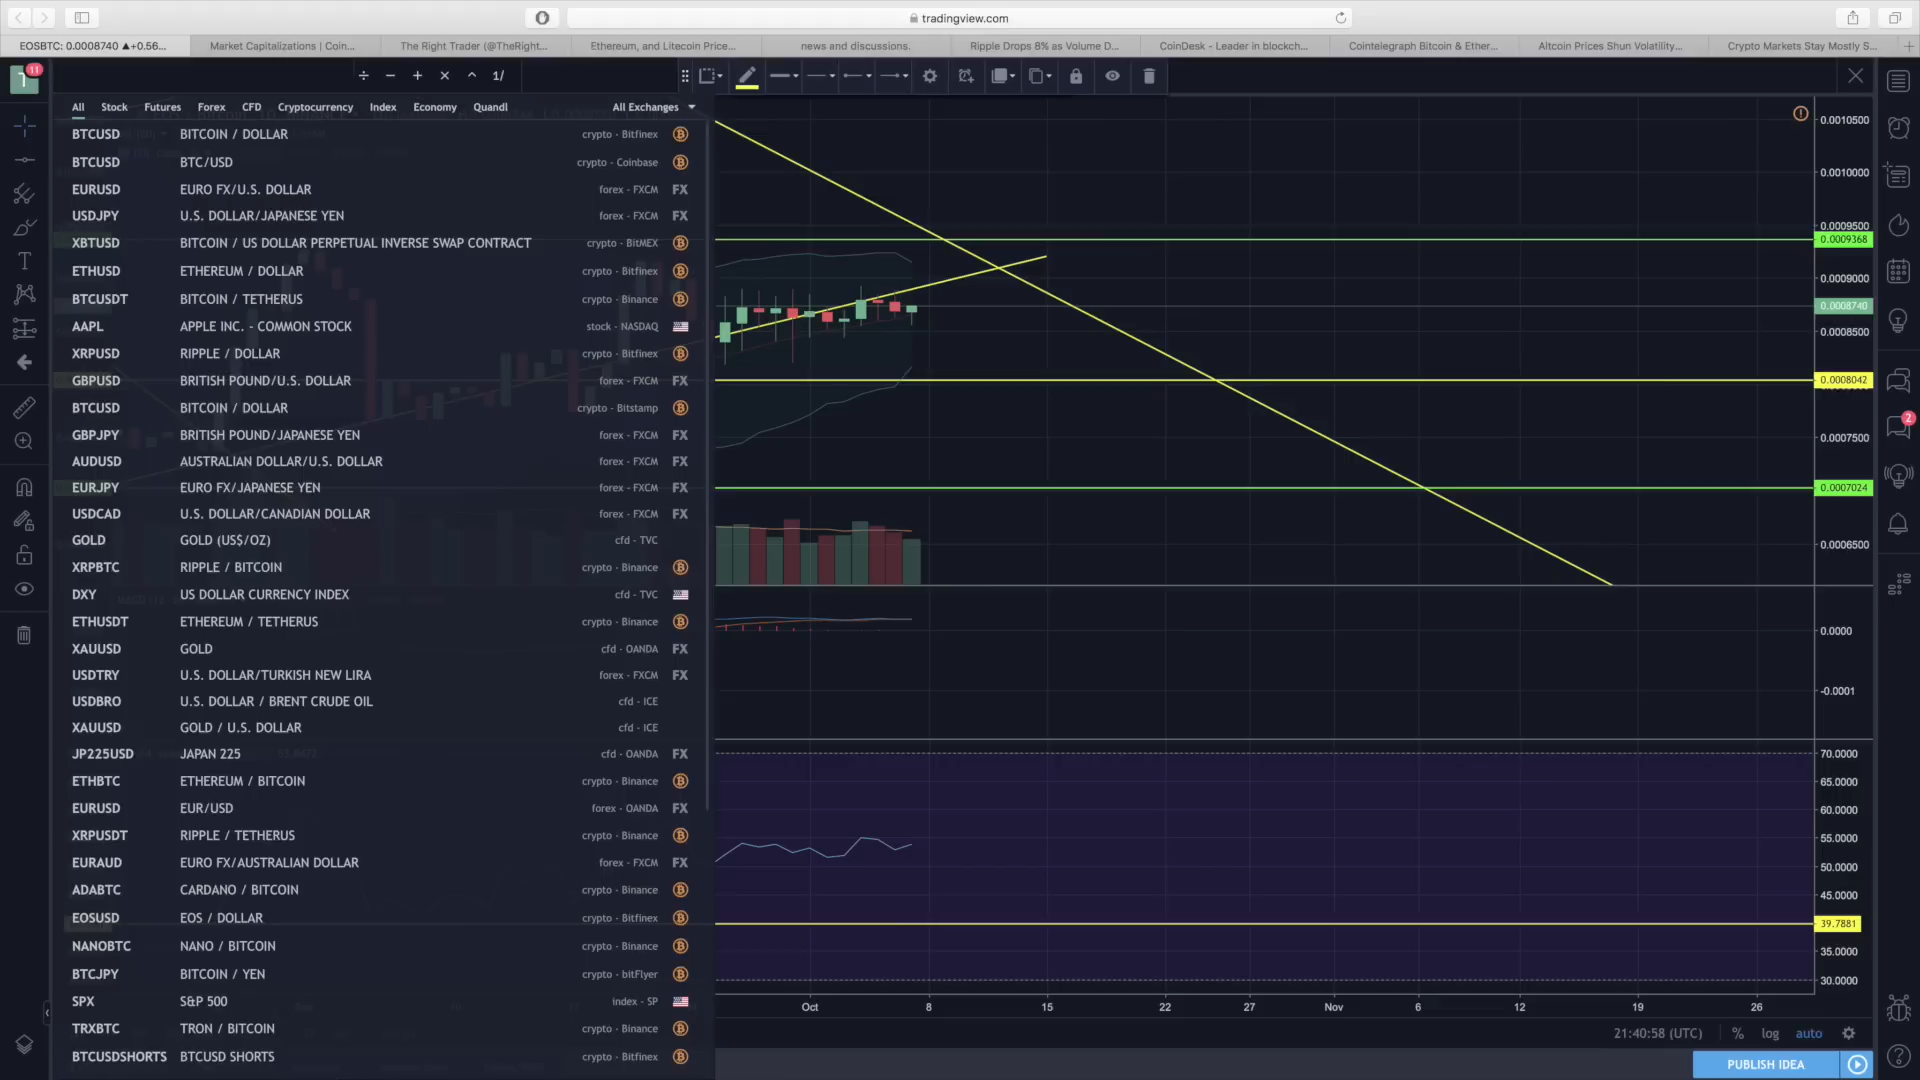 tradingview.com
EOSBTC: 0.0008740 ▲+0.56...
Market Capitalizations | Coin...
The Right Trader (@TheRight...
Ethereum, and Litecoin Price...
news and discussions.
Ripple Drops 8% as Volume D...
CoinDesk - Leader in blockch...
Cointelegraph Bitcoin & Ether...
Altcoin Prices Shun Volatility...
Crypto Markets Stay Mostly S...
11
÷ − + × ^ 1/
All Stock Futures Forex CFD Cryptocurrency Index Economy Quandl All Exchanges
BTCUSD BITCOIN / DOLLAR crypto - Bitfinex
BTCUSD BTC/USD crypto - Coinbase
EURUSD EURO FX/U.S. DOLLAR forex - FXCM FX
USDJPY U.S. DOLLAR/JAPANESE YEN forex - FXCM FX
XBTUSD BITCOIN / US DOLLAR PERPETUAL INVERSE SWAP CONTRACT crypto - BitMEX
ETHUSD ETHEREUM / DOLLAR crypto - Bitfinex
BTCUSDT BITCOIN / TETHERUS crypto - Binance
AAPL APPLE INC. - COMMON STOCK stock - NASDAQ
XRPUSD RIPPLE / DOLLAR crypto - Bitfinex
GBPUSD BRITISH POUND/U.S. DOLLAR forex - FXCM FX
BTCUSD BITCOIN / DOLLAR crypto - Bitstamp
GBPJPY BRITISH POUND/JAPANESE YEN forex - FXCM FX
AUDUSD AUSTRALIAN DOLLAR/U.S. DOLLAR forex - FXCM FX
EURJPY EURO FX/JAPANESE YEN forex - FXCM FX
USDCAD U.S. DOLLAR/CANADIAN DOLLAR forex - FXCM FX
GOLD GOLD (US$/OZ) cfd - TVC
XRPBTC RIPPLE / BITCOIN crypto - Binance
DXY US DOLLAR CURRENCY INDEX cfd - TVC
ETHUSDT ETHEREUM / TETHERUS crypto - Binance
XAUUSD GOLD cfd - OANDA FX
USDTRY U.S. DOLLAR/TURKISH NEW LIRA forex - FXCM FX
USDBRO U.S. DOLLAR / BRENT CRUDE OIL cfd - ICE
XAUUSD GOLD / U.S. DOLLAR cfd - ICE
JP225USD JAPAN 225 cfd - OANDA FX
ETHBTC ETHEREUM / BITCOIN crypto - Binance
EURUSD EUR/USD forex - OANDA FX
XRPUSDT RIPPLE / TETHERUS crypto - Binance
EURAUD EURO FX/AUSTRALIAN DOLLAR forex - FXCM FX
ADABTC CARDANO / BITCOIN crypto - Binance
EOSUSD EOS / DOLLAR crypto - Bitfinex
NANOBTC NANO / BITCOIN crypto - Binance
BTCJPY BITCOIN / YEN crypto - bitFlyer
SPX S&P 500 index - SP
TRXBTC TRON / BITCOIN crypto - Binance
BTCUSDSHORTS BTCUSD SHORTS crypto - Bitfinex
0.0010500
0.0010000
0.0009500
0.0009368
0.0009000
0.0008740
0.0008500
0.0008042
0.0007500
0.0007024
0.0006500
0.0000
-0.0001
70.0000
65.0000
60.0000
55.0000
50.0000
45.0000
39.7881
35.0000
30.0000
Oct 8 15 22 27 Nov 6 12 19 26
21:40:58 (UTC) % log auto
PUBLISH IDEA
2